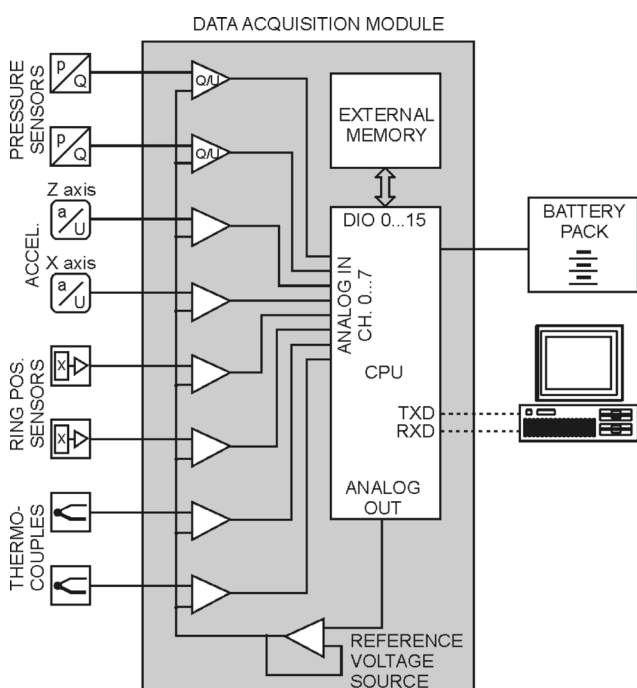 DATA ACQUISITION MODULE
PRESSURE
SENSORS
p
Q
Q/U
p
Q
Q/U
EXTERNAL
MEMORY
Z axis
a
U
ACCEL.
X axis
a
U
DIO 0...15
ANALOG IN
CH. 0...7
CPU
BATTERY
PACK
RING POS.
SENSORS
X
X
TXD
RXD
ANALOG
OUT
THERMO-
COUPLES
REFERENCE
VOLTAGE
SOURCE